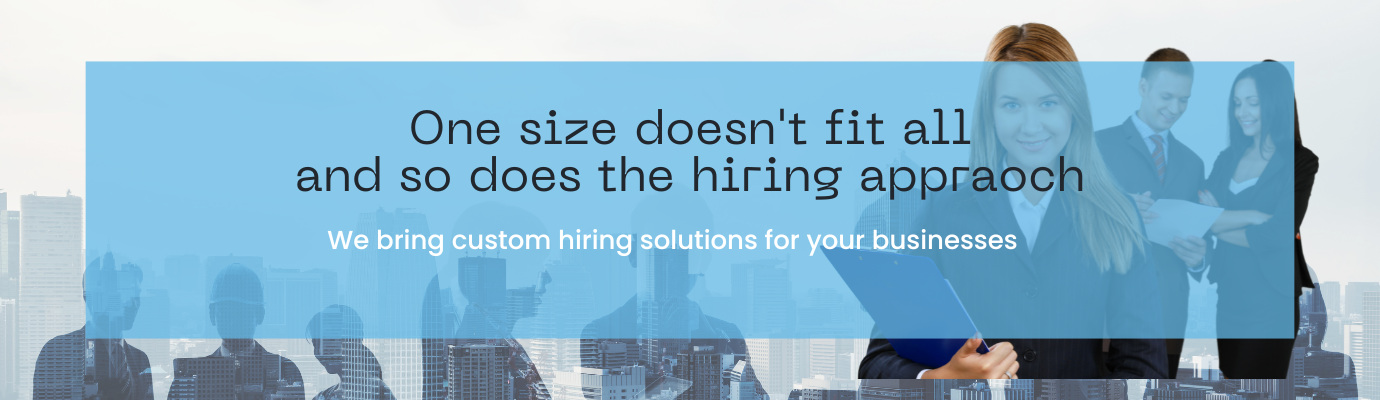 One size doesn't fit all
and so does the hiring appraoch
We bring custom hiring solutions for your businesses